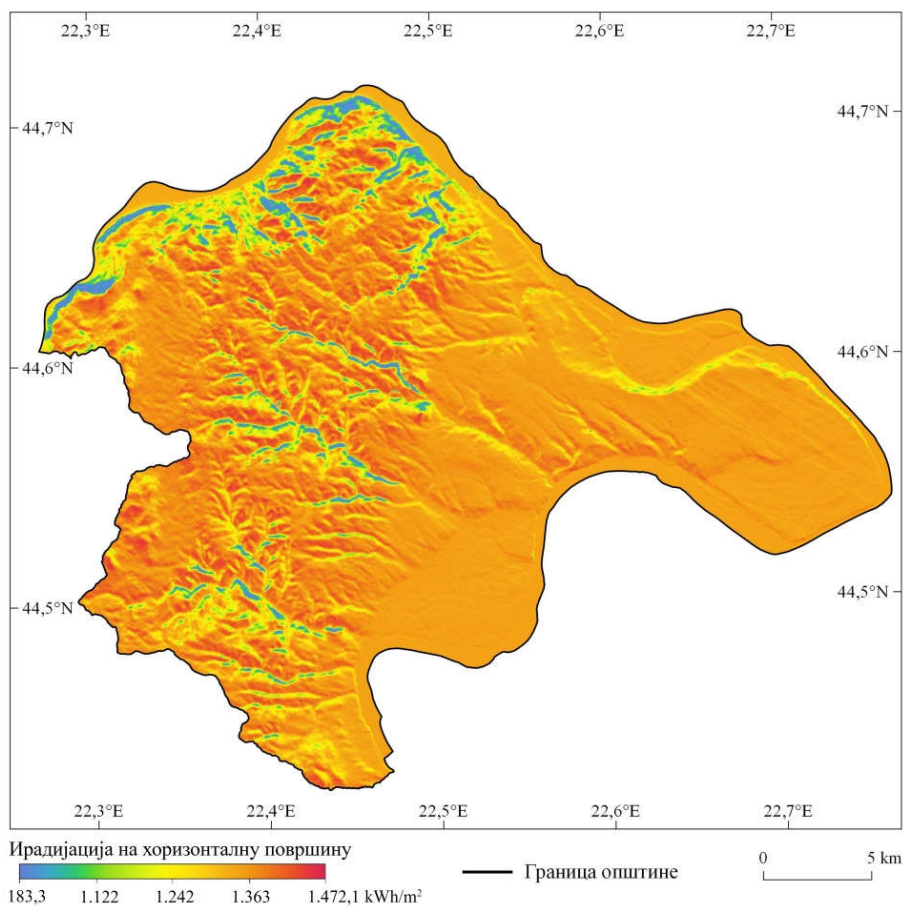 22,3°E 22,4°E 22,5°E 22,6°E 22,7°E
44,7°N 44,7°N
44,6°N 44,6°N
44,5°N 44,5°N
22,3°E 22,4°E 22,5°E 22,6°E 22,7°E
Ирадијација на хоризонталну површину
183,3 1.122 1.242 1.363 1.472,1 kWh/m²
Граница општине
0 5 km